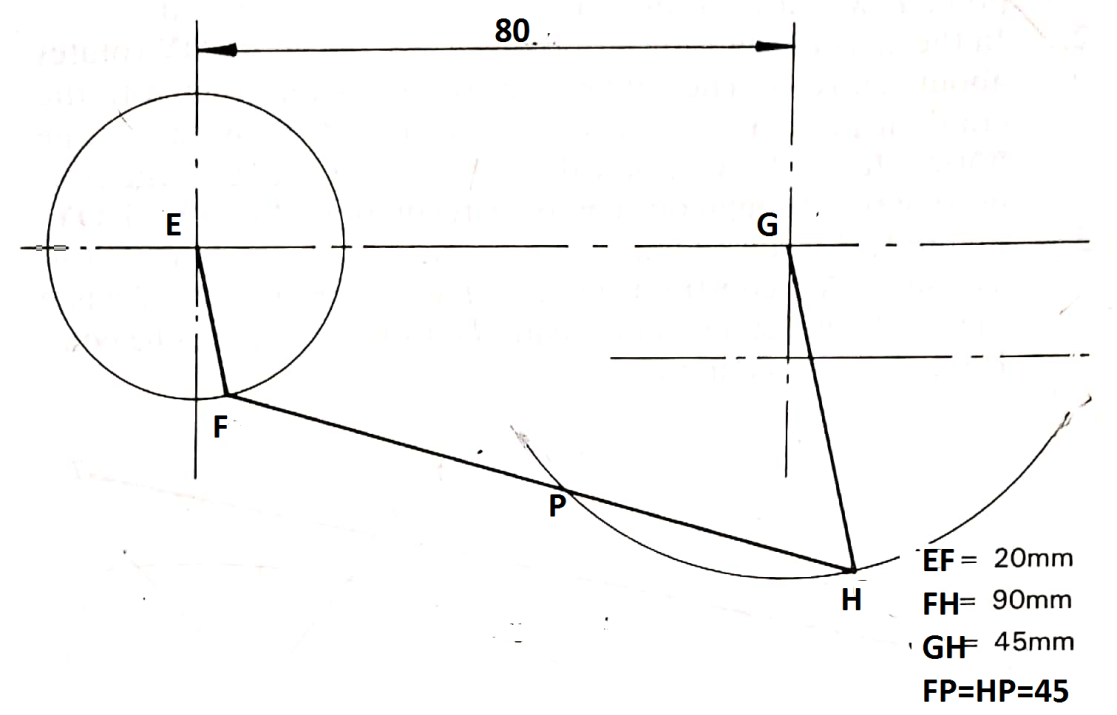 80
E
G
F
P
H
EF = 20mm
FH= 90mm
GH= 45mm
FP=HP=45